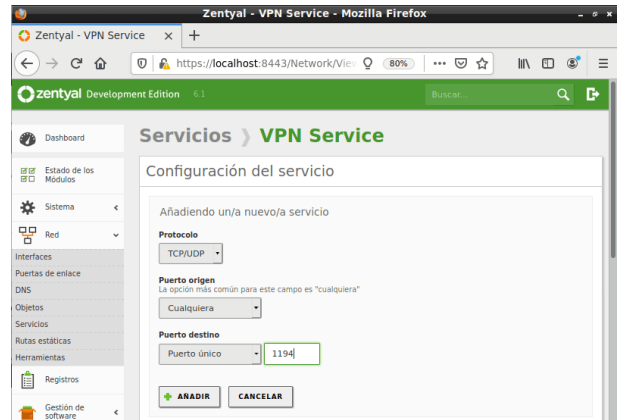 Zentyal - VPN Service - Mozilla Firefox
Zentyal - VPN Service
https://localhost:8443/Network/Vie
80%
zentyal Development Edition 6.1
Buscar...
Dashboard
Estado de los
Módulos
Sistema
Red
Interfaces
Puertas de enlace
DNS
Objetos
Servicios
Rutas estáticas
Herramientas
Registros
Gestión de
software
Servicios VPN Service
Configuración del servicio
Añadiendo un/a nuevo/a servicio
Protocolo
TCP/UDP
Puerto origen
La opción más común para este campo es "cualquiera"
Cualquiera
Puerto destino
Puerto único 1194
AÑADIR CANCELAR